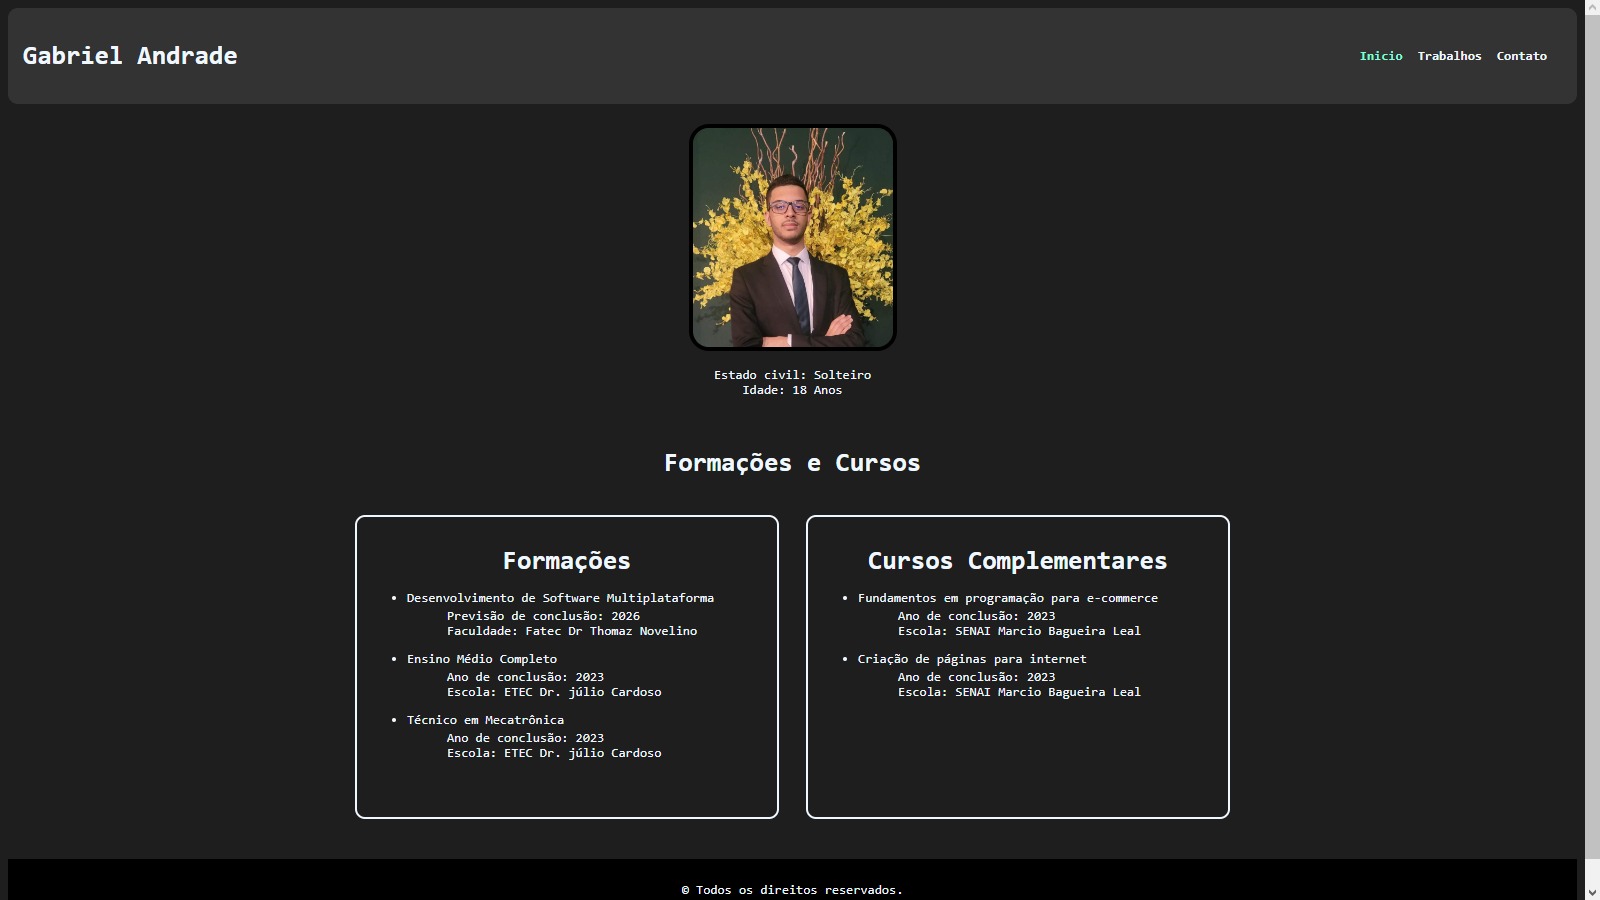 Gabriel Andrade
Inicio Trabalhos Contato
Estado civil: Solteiro
Idade: 18 Anos
Formações e Cursos
Formações
• Desenvolvimento de Software Multiplataforma
Previsão de conclusão: 2026
Faculdade: Fatec Dr Thomaz Novelino
• Ensino Médio Completo
Ano de conclusão: 2023
Escola: ETEC Dr. júlio Cardoso
• Técnico em Mecatrônica
Ano de conclusão: 2023
Escola: ETEC Dr. júlio Cardoso
Cursos Complementares
• Fundamentos em programação para e-commerce
Ano de conclusão: 2023
Escola: SENAI Marcio Bagueira Leal
• Criação de páginas para internet
Ano de conclusão: 2023
Escola: SENAI Marcio Bagueira Leal
© Todos os direitos reservados.